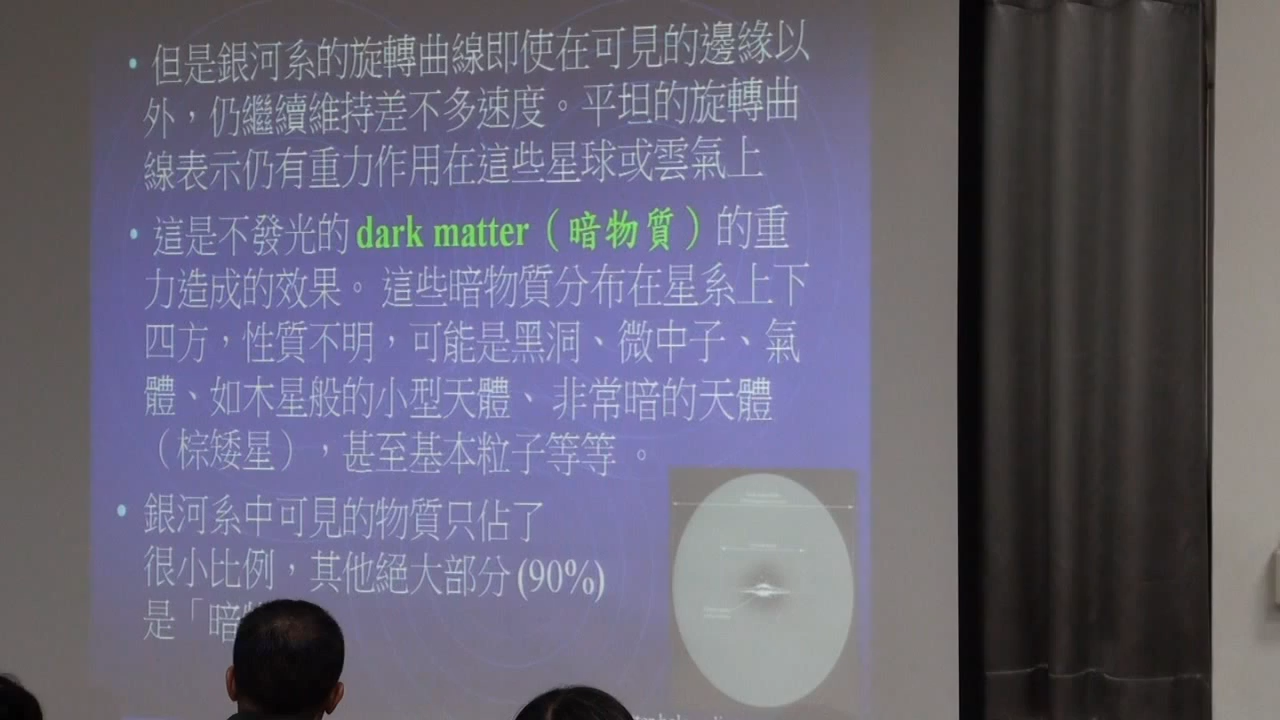 • 但是銀河系的旋轉曲線即使在可見的邊緣以
外，仍繼續維持差不多速度。平坦的旋轉曲
線表示仍有重力作用在這些星球或雲氣上
• 這是不發光的 dark matter（暗物質）的重
力造成的效果。 這些暗物質分布在星系上下
四方，性質不明，可能是黑洞、微中子、氣
體、如木星般的小型天體、 非常暗的天體
（棕矮星），甚至基本粒子等等 。
• 銀河系中可見的物質只佔了
很小比例，其他絕大部分 (90%)
是「暗